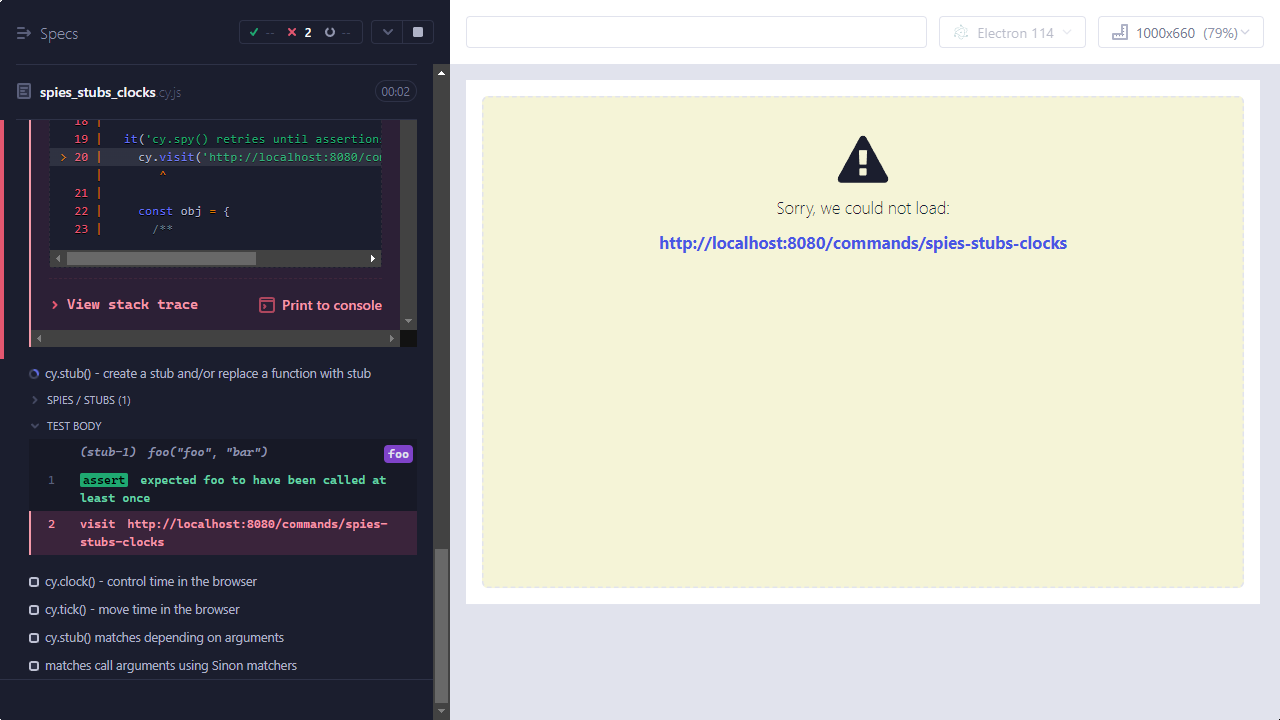 Specs
-- 2 --
spies_stubs_clocks cy.js
00:02
18 |
19 | it('cy.spy() retries until assertion
> 20 | cy.visit('http://localhost:8080/co
| ^
21 |
22 | const obj = {
23 | /**
View stack trace
Print to console
cy.stub() - create a stub and/or replace a function with stub
SPIES / STUBS (1)
TEST BODY
(stub-1) foo("foo", "bar")
foo
1 assert expected foo to have been called at
least once
2 visit http://localhost:8080/commands/spies-
stubs-clocks
cy.clock() - control time in the browser
cy.tick() - move time in the browser
cy.stub() matches depending on arguments
matches call arguments using Sinon matchers
Electron 114
1000x660 (79%)
Sorry, we could not load:
http://localhost:8080/commands/spies-stubs-clocks